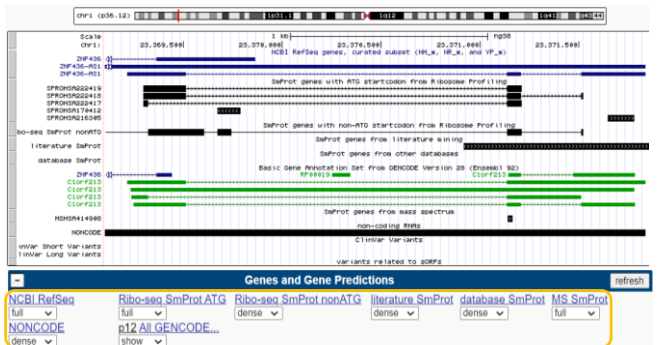 chr1 (p36.12) 1p31.1 1q12 1q41 q43 44
Scale 1 kb hg38
chr1: 23,369,500 23,370,000 23,370,500 23,371,000 23,371,500
NCBI RefSeq genes, curated subset (NM_*, NR_*, and YP_*)
ZNF436
ZNF436-AS1
ZNF436-AS1
SmProt genes with ATG startcodon from Ribosome Profiling
SPROHSA222419
SPROHSA222418
SPROHSA222417
SPROHSA170412
SPROHSA216305
SmProt genes with non-ATG startcodon from Ribosome Profiling
bo-seq SmProt nonATG
SmProt genes from literature mining
literature SmProt
SmProt genes from other databases
database SmProt
Basic Gene Annotation Set from GENCODE Version 28 (Ensembl 92)
ZNF436 RF00019 C1orf213
C1orf213
C1orf213
C1orf213
C1orf213
SmProt genes from mass spectrum
MSHSA414908
non-coding RNAs
NONCODE
ClinVar Variants
inVar Short Variants
linVar Long Variants
variants related to sORFs
- Genes and Gene Predictions refresh
NCBI RefSeq Ribo-seq SmProt ATG Ribo-seq SmProt nonATG literature SmProt database SmProt MS SmProt
full full dense dense dense full
NONCODE p12 All GENCODE...
dense show